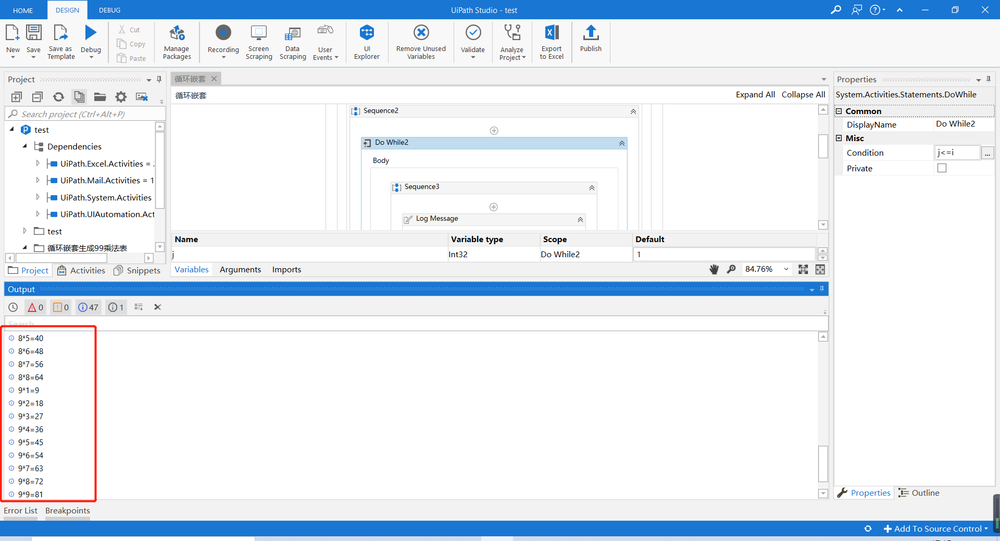 HOME DESIGN DEBUG UiPath Studio - test
New Save Save as Template Debug Cut Copy Paste Manage Packages Recording Screen Scraping Data Scraping User Events UI Explorer Remove Unused Variables Validate Analyze Project Export to Excel Publish
Project
Search project (Ctrl+Alt+P)
test
Dependencies
UiPath.Excel.Activities =
UiPath.Mail.Activities = 1
UiPath.System.Activities
UiPath.UIAutomation.Act
test
循环嵌套生成99乘法表
Project Activities Snippets
循环嵌套
循环嵌套 Expand All Collapse All
Sequence2
Do While2
Body
Sequence3
Log Message
Name Variable type Scope Default
j Int32 Do While2 1
Variables Arguments Imports 84.76%
Properties
System.Activities.Statements.DoWhile
Common
DisplayName Do While2
Misc
Condition j<=i ...
Private
Properties Outline
Output
0 0 47 1
Search
8*5=40
8*6=48
8*7=56
8*8=64
9*1=9
9*2=18
9*3=27
9*4=36
9*5=45
9*6=54
9*7=63
9*8=72
9*9=81
Error List Breakpoints
Add To Source Control